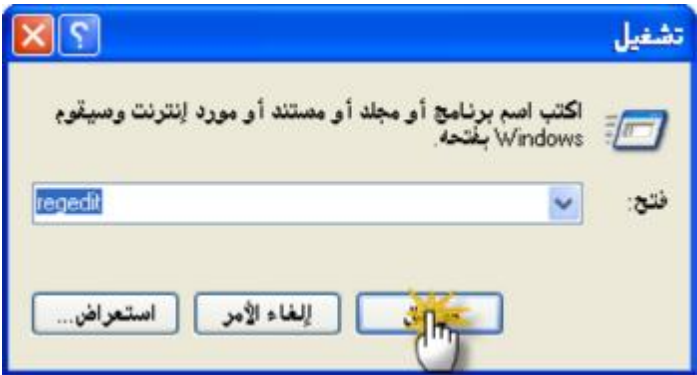 تشغيل
اكتب اسم برنامج أو مجلد أو مستند أو مورد إنترنت وسيقوم
Windows بفتحه.
فتح:
regedit
إلغاء الأمر
استعراض...